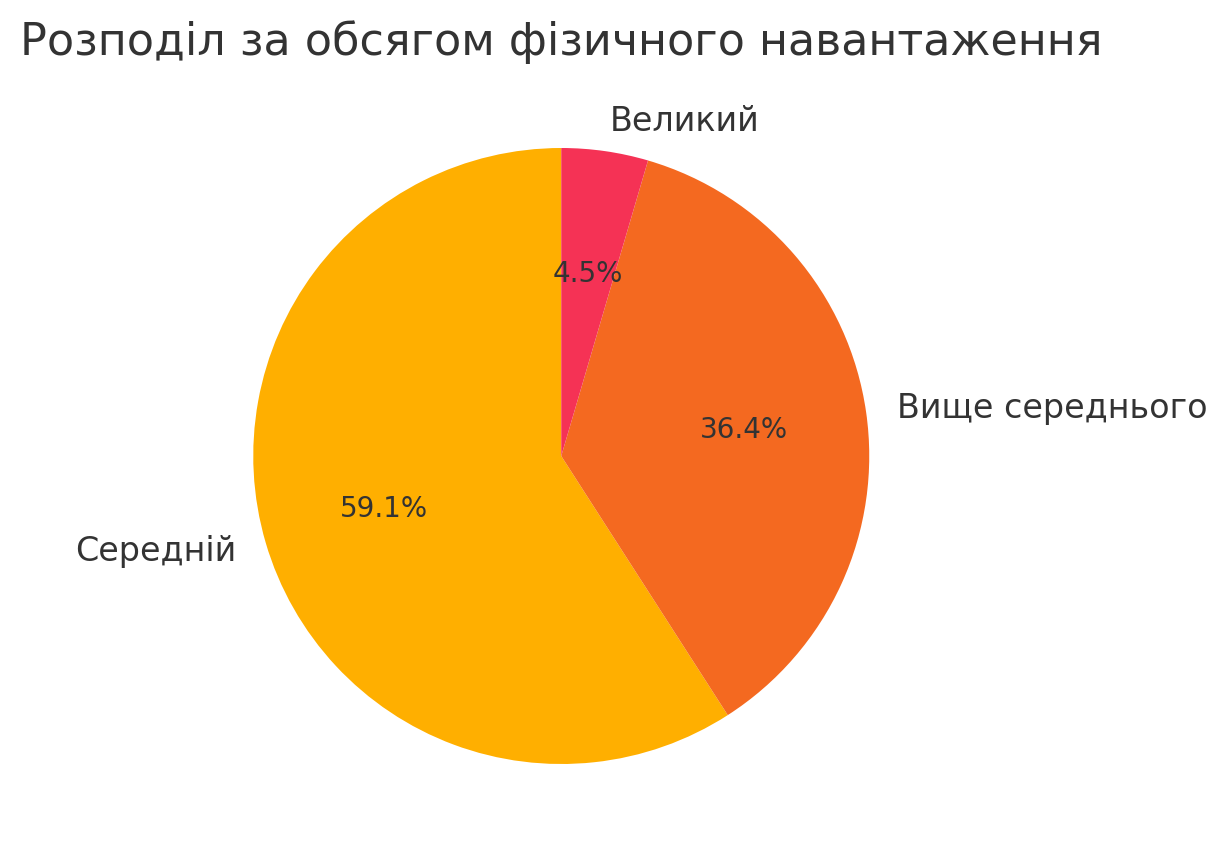 Розподіл за обсягом фізичного навантаження
Великий
4.5%
Вище середнього
36.4%
59.1%
Середній